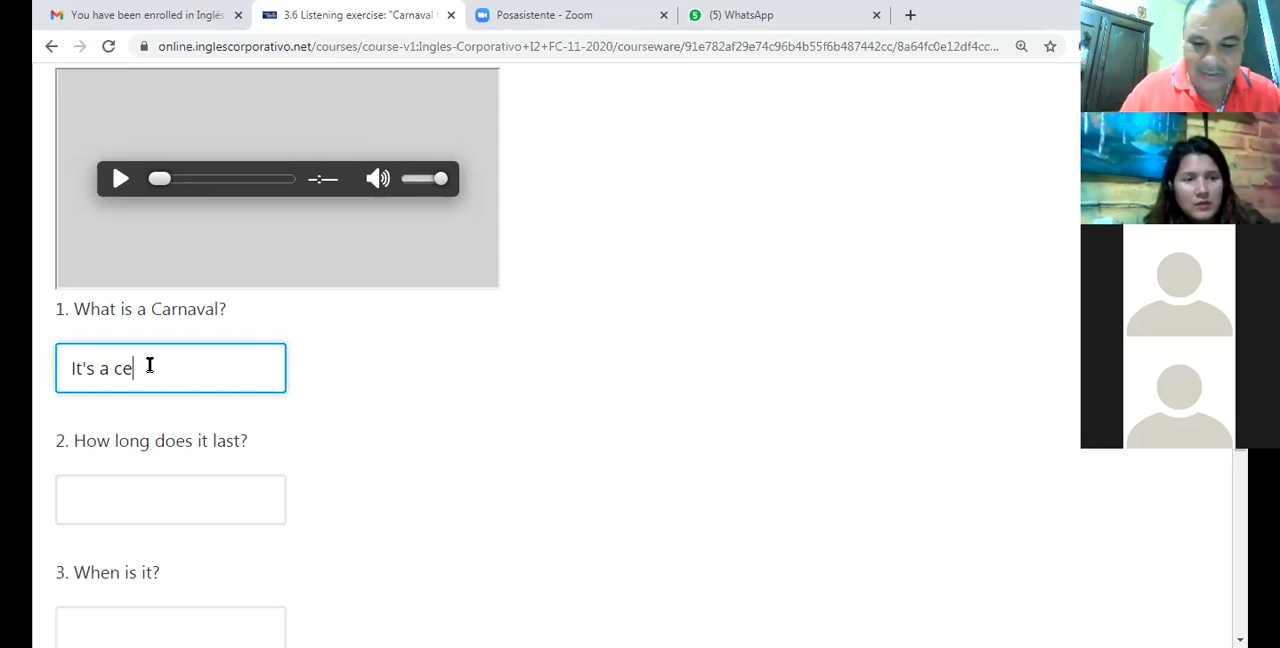 You have been enrolled in Inglés
3.6 Listening exercise: "Carnaval
Posasistente - Zoom
(5) WhatsApp
online.inglescorporativo.net/courses/course-v1:Ingles-Corporativo+I2+FC-11-2020/courseware/91e782af29e74c96b4b55f6b487442cc/8a64fc0e12df4cc...
1. What is a Carnaval?
It's a ce
2. How long does it last?
3. When is it?